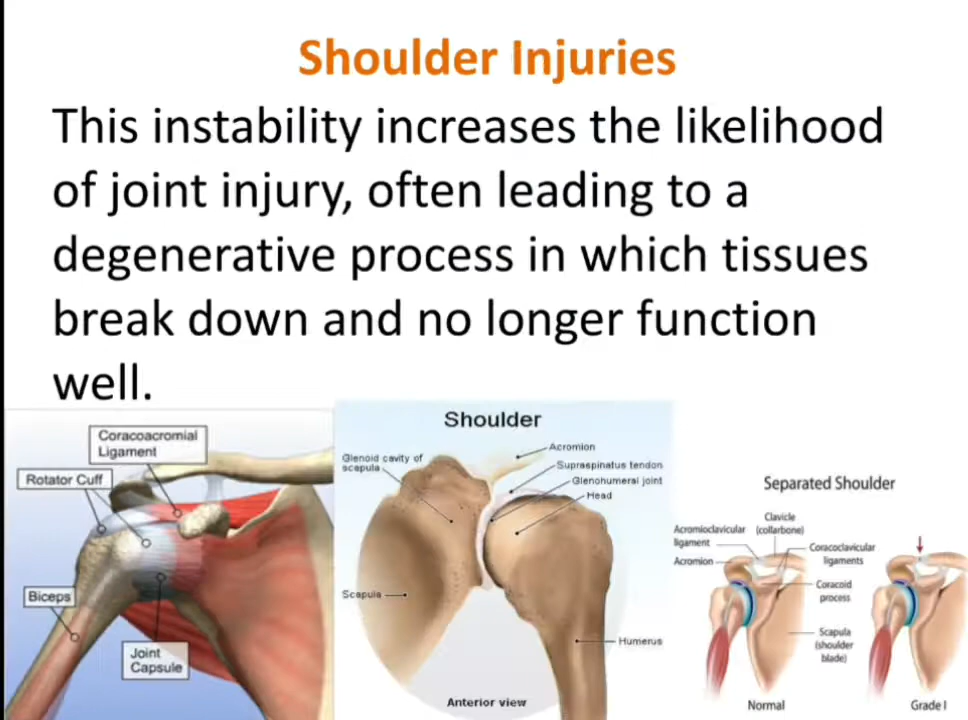 Shoulder Injuries
This instability increases the likelihood
of joint injury, often leading to a
degenerative process in which tissues
break down and no longer function
well.
Coracoacromial
Ligament
Rotator Cuff
Biceps
Joint
Capsule
Shoulder
Glenoid cavity of
scapula
Acromion
Supraspinatus tendon
Glenohumeral joint
Head
Scapula
Humerus
Anterior view
Separated Shoulder
Acromioclavicular
ligament
Clavicle
(collarbone)
Acromion
Coracoclavicular
ligaments
Coracoid
process
Scapula
(shoulder
blade)
Normal
Grade I